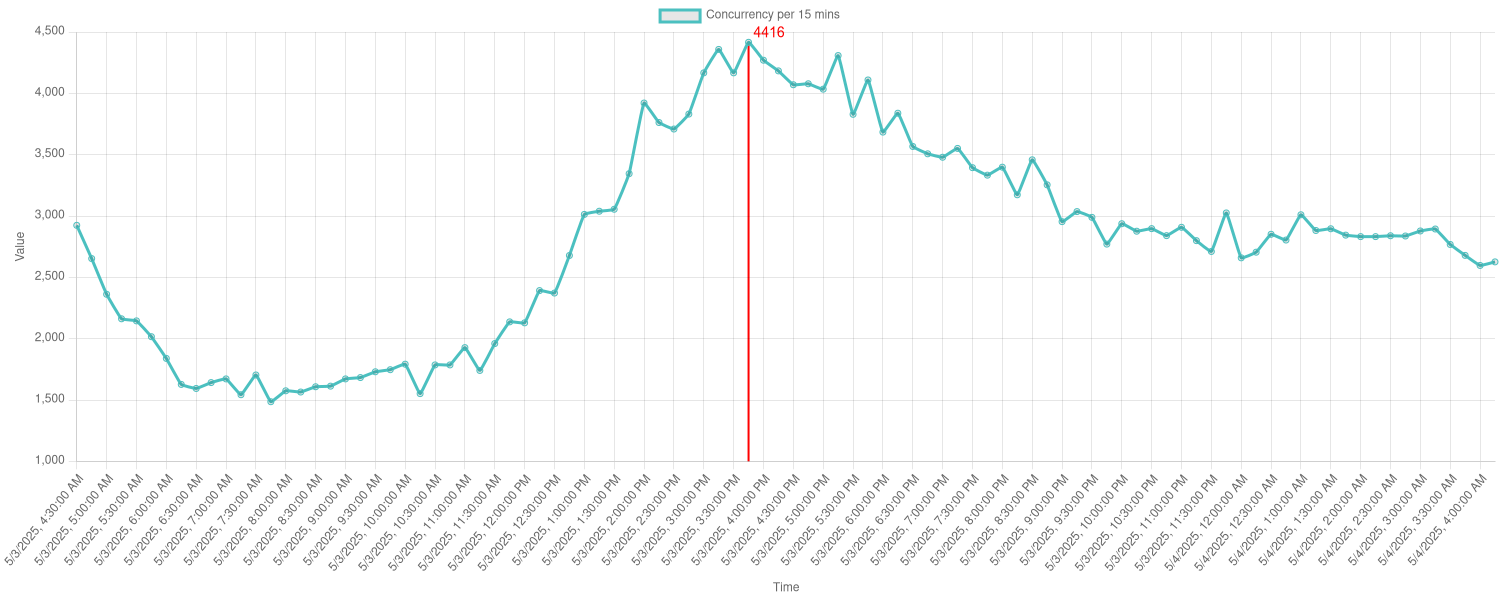 Concurrency per 15 mins
4416
4,500
4,000
3,500
3,000
2,500
2,000
1,500
1,000
Value
5/3/2025, 4:30:00 AM
5/3/2025, 5:00:00 AM
5/3/2025, 5:30:00 AM
5/3/2025, 6:00:00 AM
5/3/2025, 6:30:00 AM
5/3/2025, 7:00:00 AM
5/3/2025, 7:30:00 AM
5/3/2025, 8:00:00 AM
5/3/2025, 8:30:00 AM
5/3/2025, 9:00:00 AM
5/3/2025, 9:30:00 AM
5/3/2025, 10:00:00 AM
5/3/2025, 10:30:00 AM
5/3/2025, 11:00:00 AM
5/3/2025, 11:30:00 AM
5/3/2025, 12:00:00 PM
5/3/2025, 12:30:00 PM
5/3/2025, 1:00:00 PM
5/3/2025, 1:30:00 PM
5/3/2025, 2:00:00 PM
5/3/2025, 2:30:00 PM
5/3/2025, 3:00:00 PM
5/3/2025, 3:30:00 PM
5/3/2025, 4:00:00 PM
5/3/2025, 4:30:00 PM
5/3/2025, 5:00:00 PM
5/3/2025, 5:30:00 PM
5/3/2025, 6:00:00 PM
5/3/2025, 6:30:00 PM
5/3/2025, 7:00:00 PM
5/3/2025, 7:30:00 PM
5/3/2025, 8:00:00 PM
5/3/2025, 8:30:00 PM
5/3/2025, 9:00:00 PM
5/3/2025, 9:30:00 PM
5/3/2025, 10:00:00 PM
5/3/2025, 10:30:00 PM
5/3/2025, 11:00:00 PM
5/3/2025, 11:30:00 PM
5/4/2025, 12:00:00 AM
5/4/2025, 12:30:00 AM
5/4/2025, 1:00:00 AM
5/4/2025, 1:30:00 AM
5/4/2025, 2:00:00 AM
5/4/2025, 2:30:00 AM
5/4/2025, 3:00:00 AM
5/4/2025, 3:30:00 AM
5/4/2025, 4:00:00 AM
Time